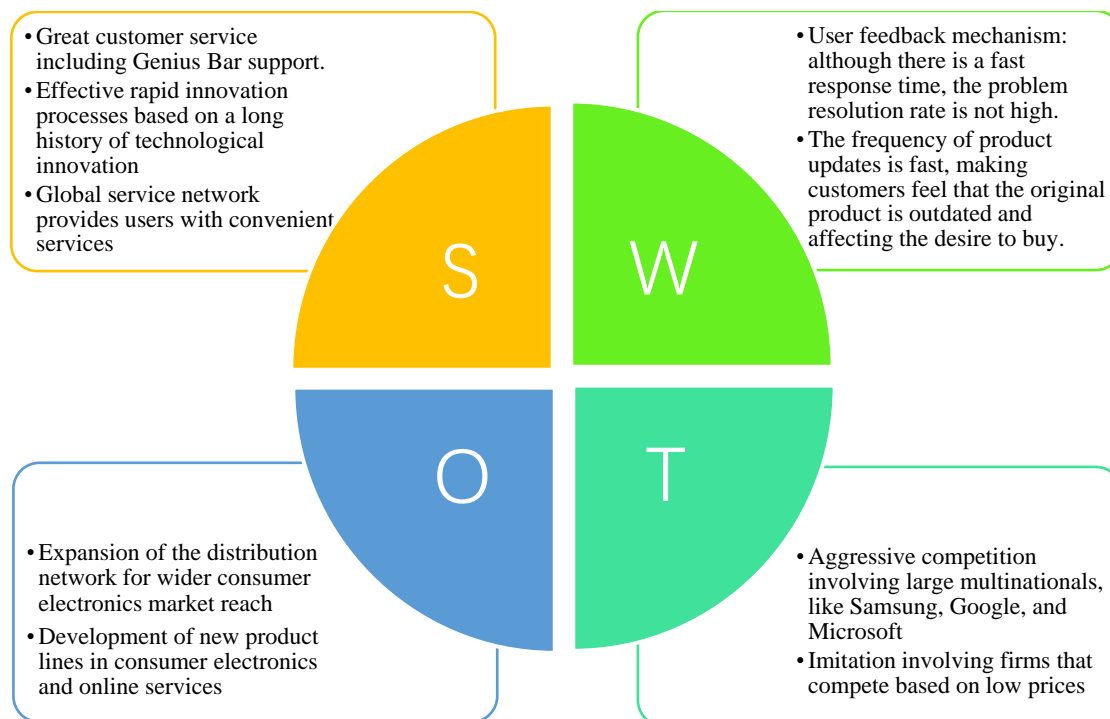 • Great customer service
including Genius Bar support.
• Effective rapid innovation
processes based on a long
history of technological
innovation
• Global service network
provides users with convenient
services
• User feedback mechanism:
although there is a fast
response time, the problem
resolution rate is not high.
• The frequency of product
updates is fast, making
customers feel that the original
product is outdated and
affecting the desire to buy.
S
W
O
T
• Expansion of the distribution
network for wider consumer
electronics market reach
• Development of new product
lines in consumer electronics
and online services
• Aggressive competition
involving large multinationals,
like Samsung, Google, and
Microsoft
• Imitation involving firms that
compete based on low prices